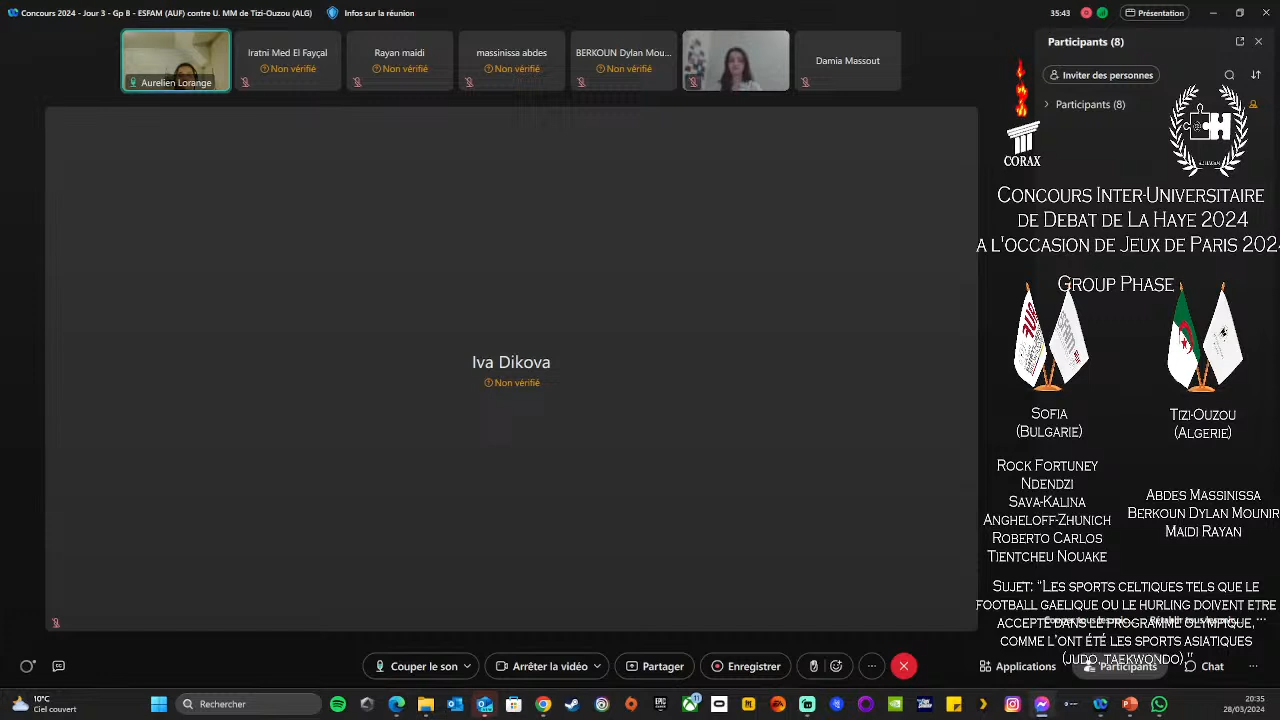 Concours 2024 - Jour 3 - Gp B - ESFAM (AUF) contre U. MM de Tizi-Ouzou (ALG)
Infos sur la réunion
35:43
Présentation
Aurelien Lorange
Iratni Med El Fayçal
Non vérifié
Rayan maidi
Non vérifié
massinissa abdes
Non vérifié
BERKOUN Dylan Mou...
Non vérifié
Damia Massout
Participants (8)
Inviter des personnes
Participants (8)
CORAX
CONCOURS INTER-UNIVERSITAIRE
DE DEBAT DE LA HAYE 2024
A L'OCCASION DE JEUX DE PARIS 2024
GROUP PHASE
SOFIA
(BULGARIE)
TIZI-OUZOU
(ALGERIE)
ROCK FORTUNEY
NDENDZI
SAVA-KALINA
ANGHELOFF-ZHUNICH
ROBERTO CARLOS
TIENTCHEU NOUAKE
ABDES MASSINISSA
BERKOUN DYLAN MOUNIR
MAIDI RAYAN
SUJET: "LES SPORTS CELTIQUES TELS QUE LE
FOOTBALL GAELIQUE OU LE HURLING DOIVENT ETRE
ACCEPTÉ DANS LE PROGRAMME OLYMPIQUE,
COMME L'ONT ÉTÉ LES SPORTS ASIATIQUES
(JUDO, TAEKWONDO)."
Iva Dikova
Non vérifié
Couper le son
Arrêter la vidéo
Partager
Enregistrer
Applications
Participants
Chat
10°C
Ciel couvert
Rechercher
20:35
28/03/2024